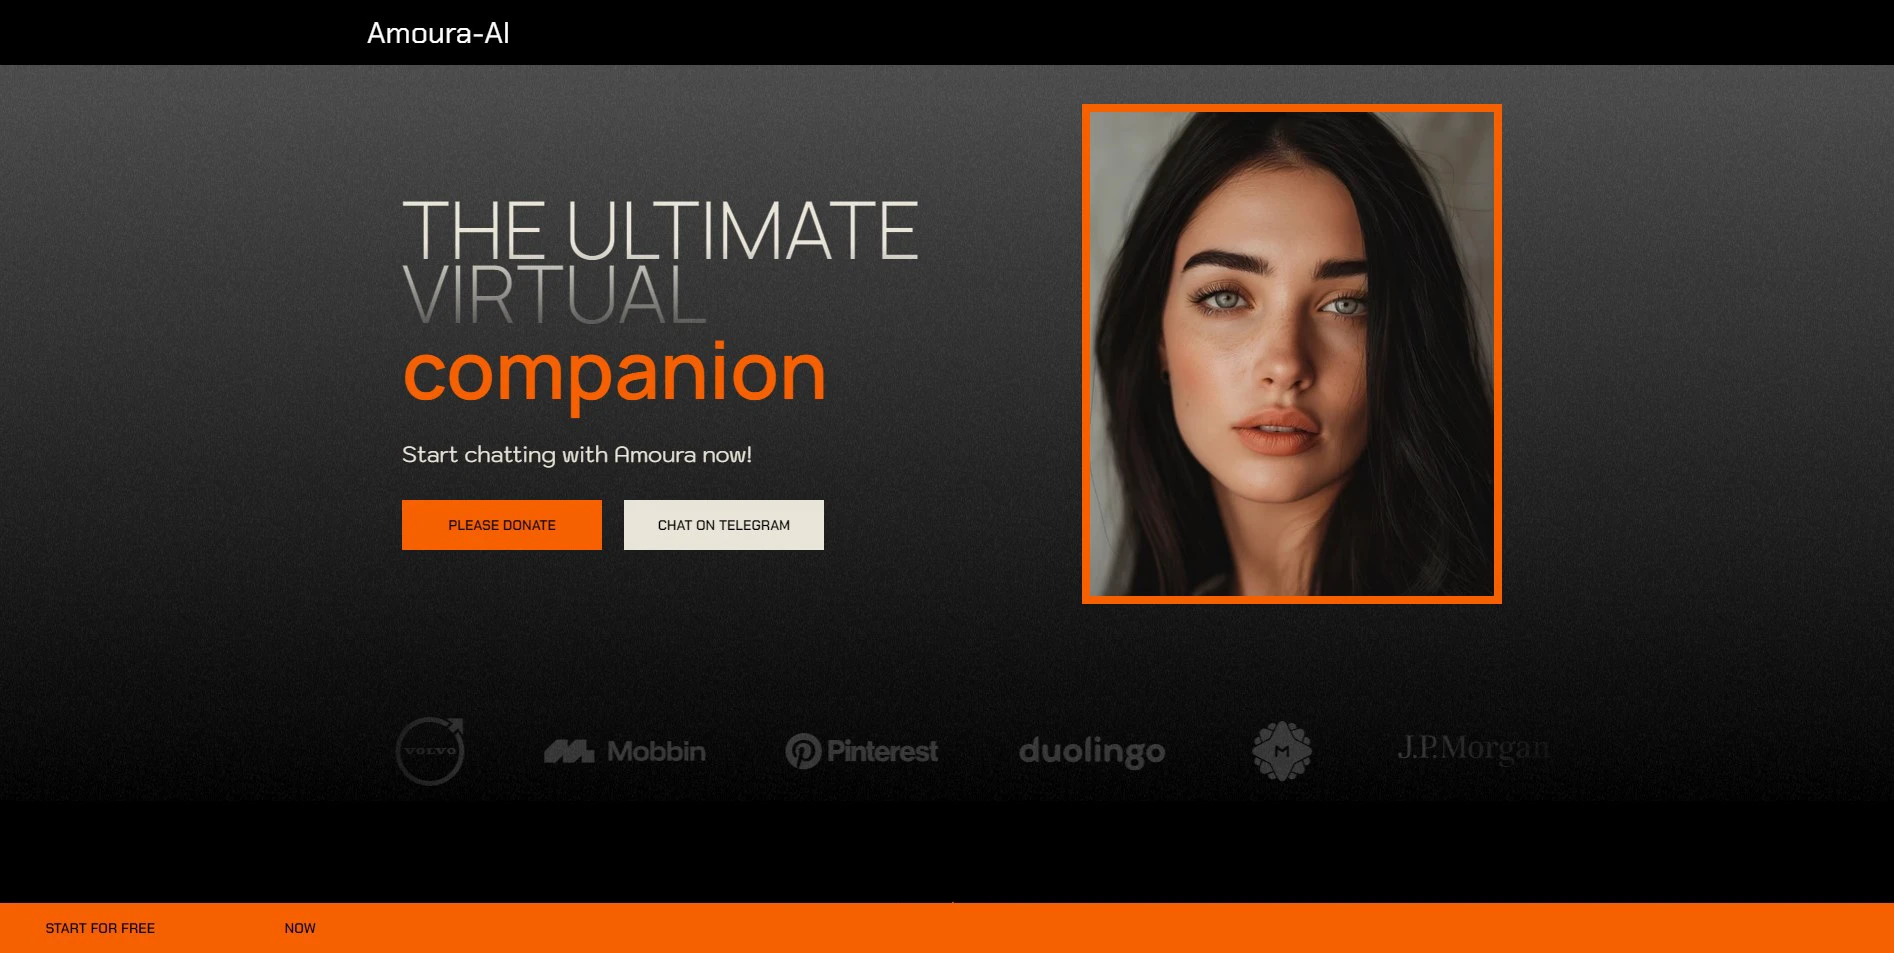 Amoura-AI
THE ULTIMATE
VIRTUAL
companion
Start chatting with Amoura now!
PLEASE DONATE
CHAT ON TELEGRAM
VOLVO
Mobbin
Pinterest
duolingo
M
J.P.Morgan
START FOR FREE
NOW